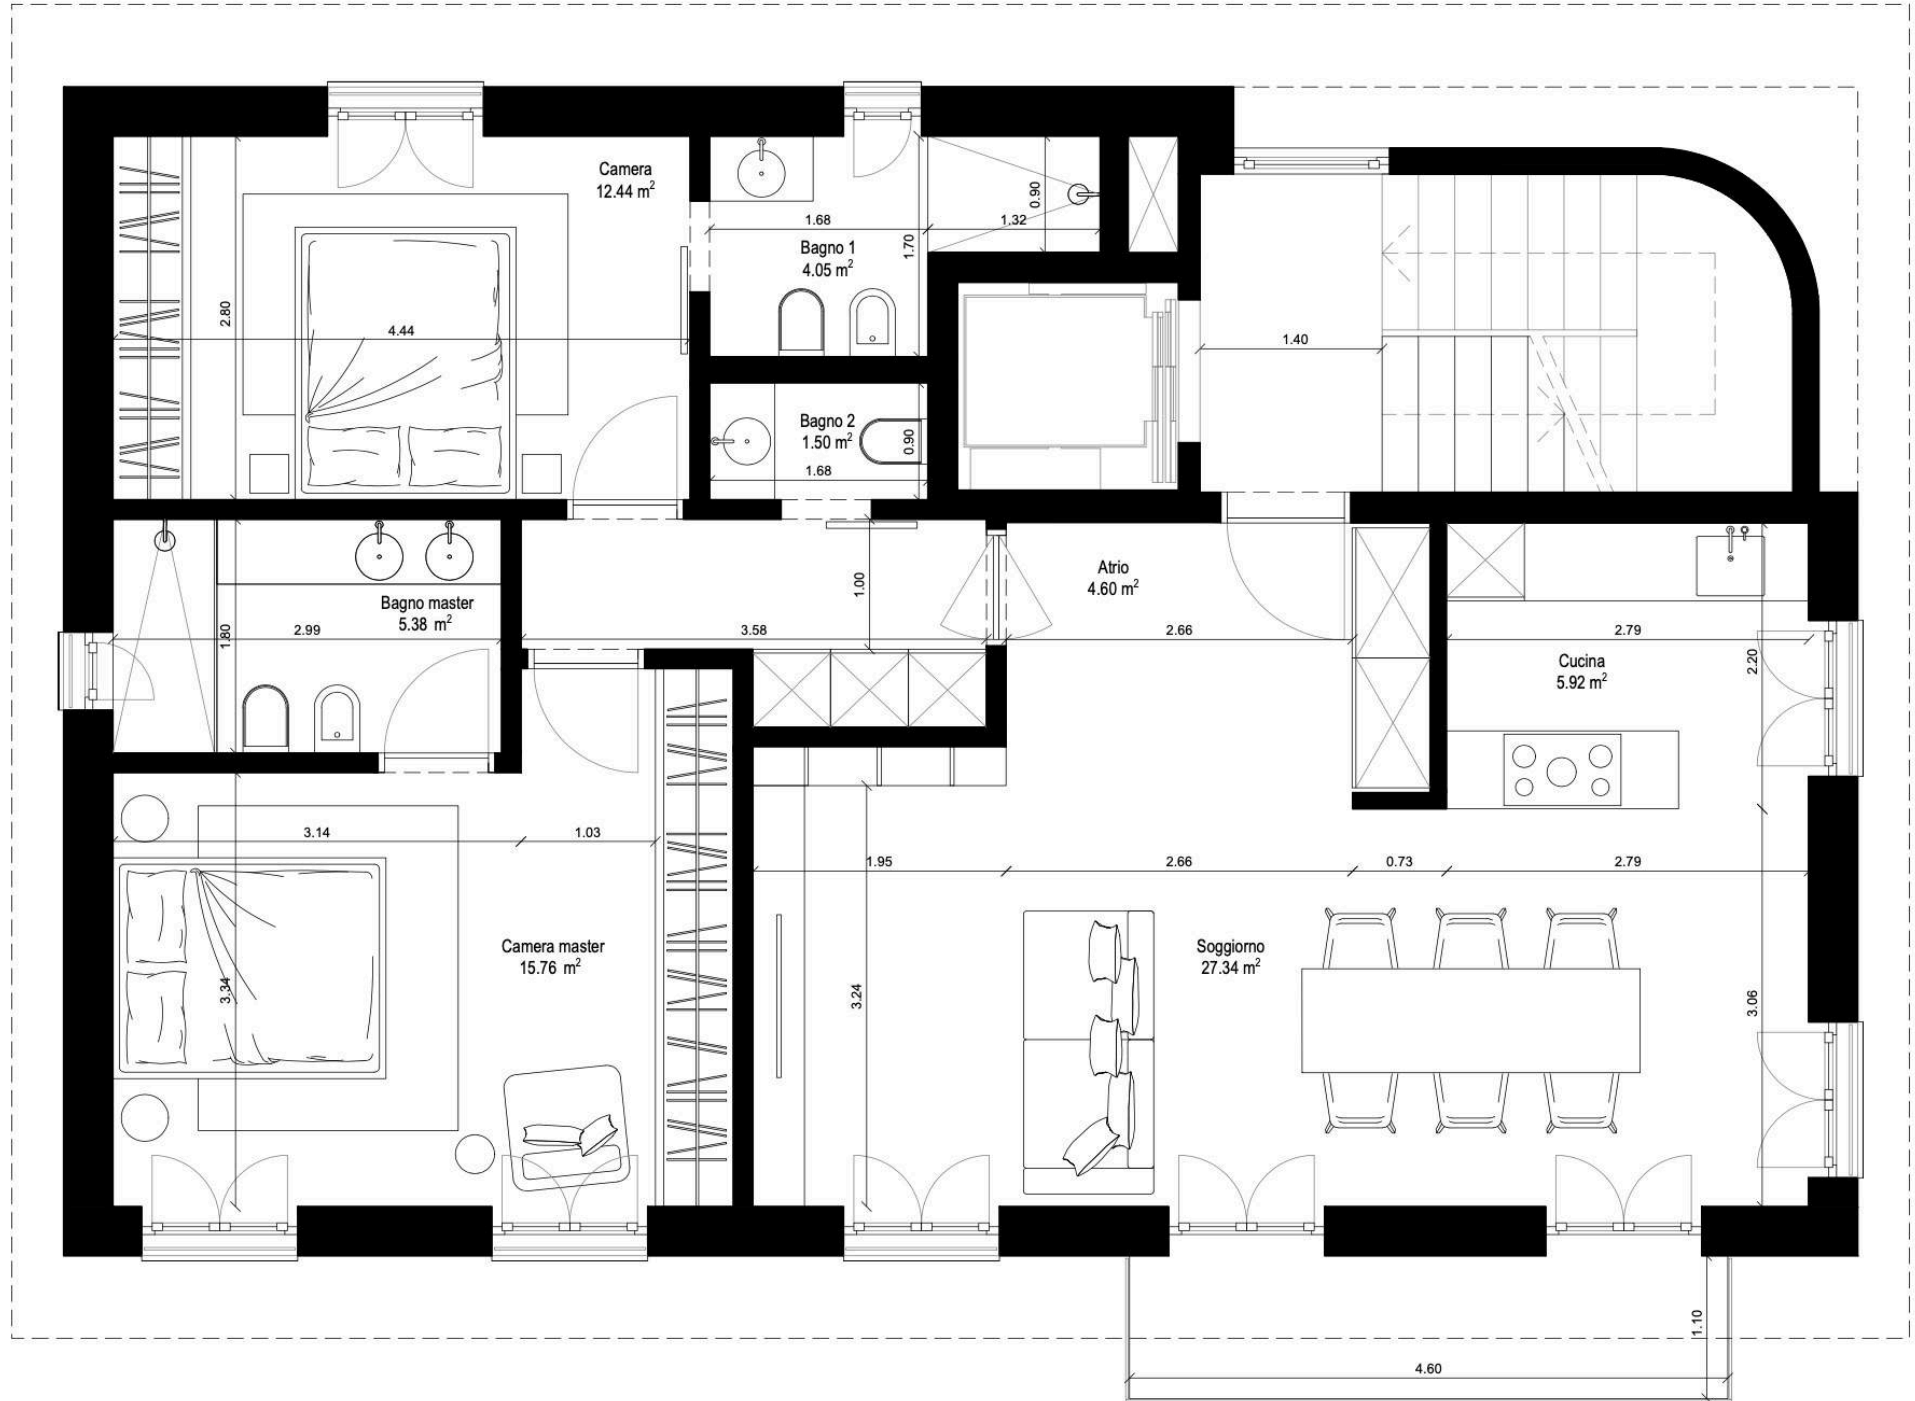 Camera
12.44 m²
0.90
1.68
1.32
Bagno 1
4.05 m²
1.70
2.80
4.44
1.40
Bagno 2
1.50 m²
0.90
1.68
Atrio
4.60 m²
1.00
Bagno master
5.38 m²
2.99
1.80
3.58
2.66
2.79
Cucina
5.92 m²
2.20
3.14
1.03
1.95
2.66
0.73
2.79
Camera master
15.76 m²
Soggiorno
27.34 m²
3.34
3.24
3.06
1.10
4.60